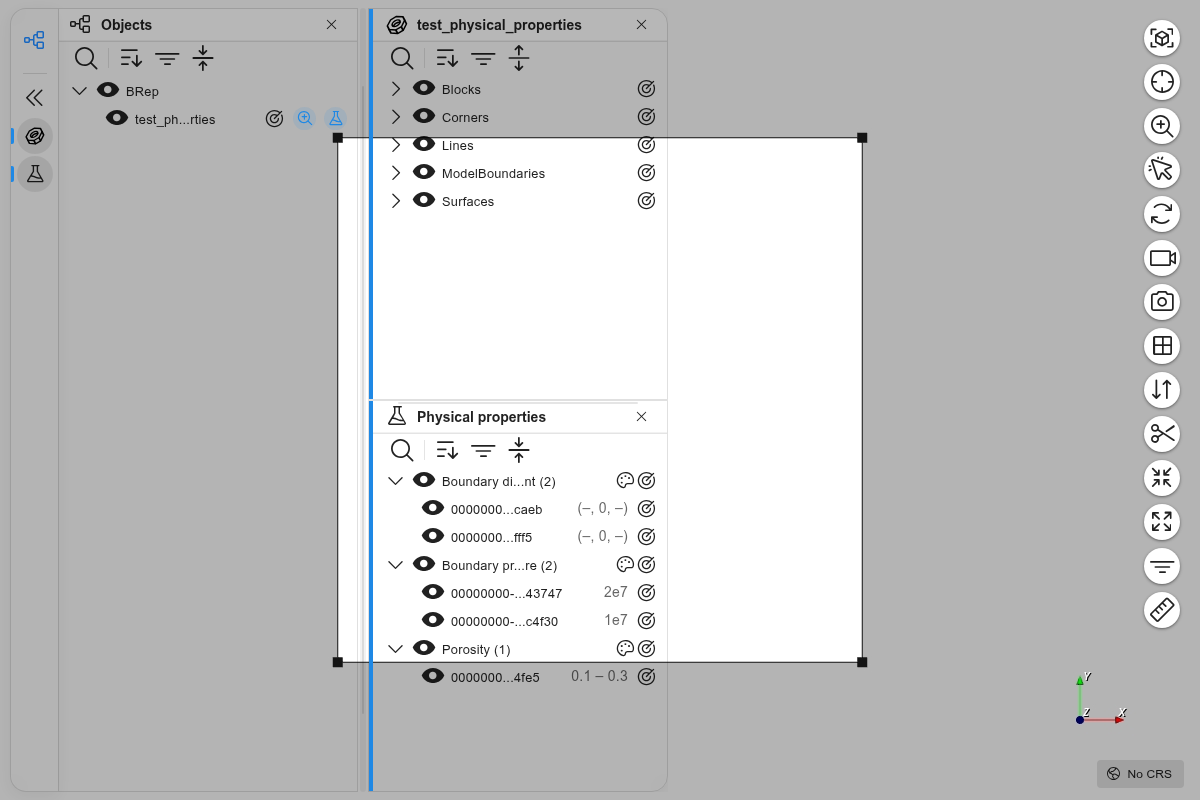 Objects
BRep
test_ph...rties
test_physical_properties
Blocks
Corners
Lines
ModelBoundaries
Surfaces
Physical properties
Boundary di...nt (2)
0000000...caeb (–, 0, –)
0000000...fff5 (–, 0, –)
Boundary pr...re (2)
00000000-...43747 2e7
00000000-...c4f30 1e7
Porosity (1)
0000000...4fe5 0.1 – 0.3
Y
Z X
No CRS